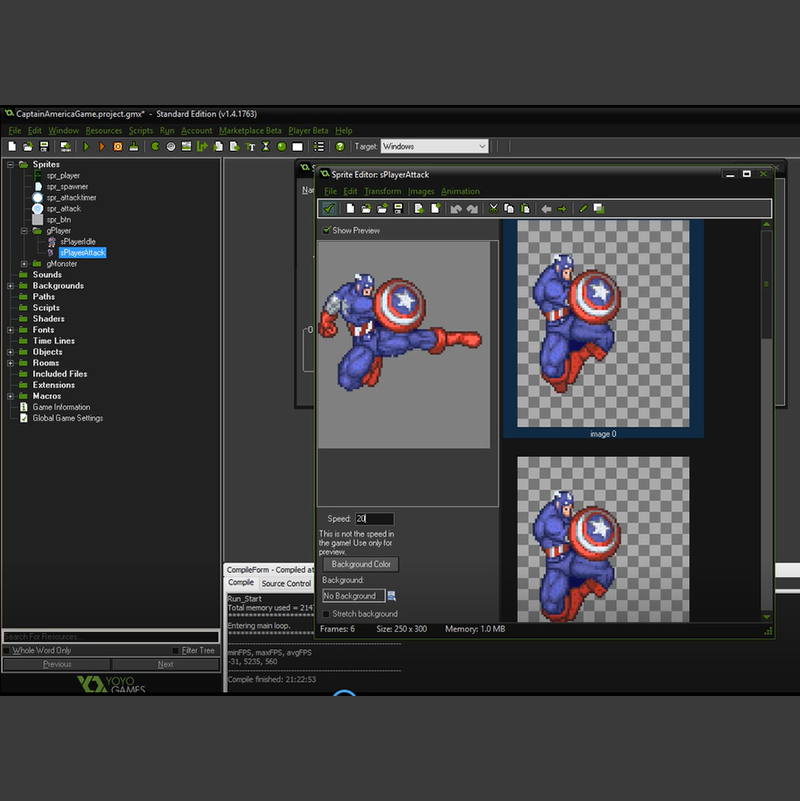 CaptainAmericaGame.project.gmx* - Standard Edition (v1.4.1763)
File Edit Window Resources Scripts Run Account Marketplace Beta Player Beta Help
Target: Windows
Sprites
spr_player
spr_spawner
spr_attacktimer
spr_attack
spr_btn
gPlayer
sPlayerIdle
sPlayerAttack
gMonster
Sounds
Backgrounds
Paths
Scripts
Shaders
Fonts
Time Lines
Objects
Rooms
Included Files
Extensions
Macros
Game Information
Global Game Settings
Search For Resources...
Whole Word Only Filter Tree
Previous Next
YOYO
GAMES
Sprite Editor: sPlayerAttack
File Edit Transform Images Animation
Show Preview
image 0
Speed: 20
This is not the speed in
the game! Use only for
preview.
Background Color
Background:
No Background
Stretch background
Frames: 6 Size: 250 x 300 Memory: 1.0 MB
CompileForm - Compiled at
Compile Source Control
Run_Start
Total memory used = 214
Entering main loop.
minFPS, maxFPS, avgFPS
-31, 5235, 560
Compile finished: 21:22:53